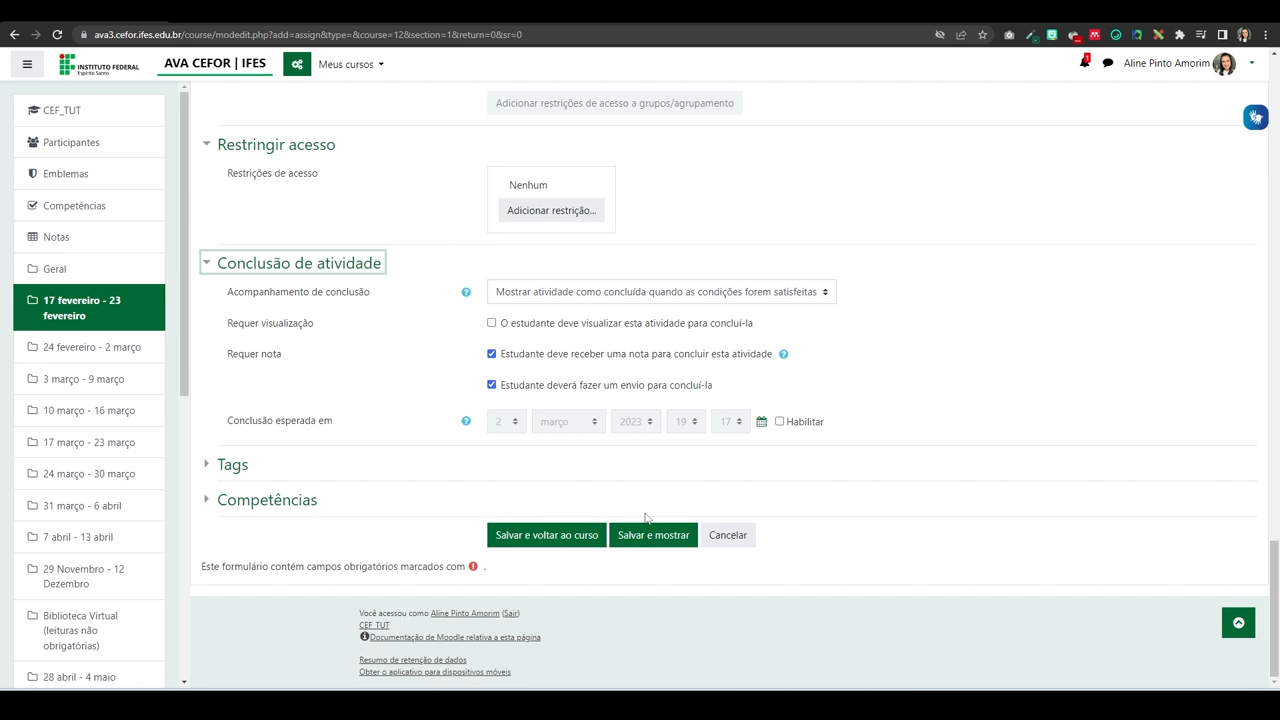 ava3.cefor.ifes.edu.br/course/modedit.php?add=assign&type=&course=12&section=1&return=0&sr=0
INSTITUTO FEDERAL
Espírito Santo
AVA CEFOR | IFES
Meus cursos
1
Aline Pinto Amorim
CEF_TUT
Participantes
Emblemas
Competências
Notas
Geral
17 fevereiro - 23
fevereiro
24 fevereiro - 2 março
3 março - 9 março
10 março - 16 março
17 março - 23 março
24 março - 30 março
31 março - 6 abril
7 abril - 13 abril
29 Novembro - 12
Dezembro
Biblioteca Virtual
(leituras não
obrigatórias)
28 abril - 4 maio
Adicionar restrições de acesso a grupos/agrupamento
Restringir acesso
Restrições de acesso
Nenhum
Adicionar restrição...
Conclusão de atividade
Acompanhamento de conclusão
Mostrar atividade como concluída quando as condições forem satisfeitas
Requer visualização
O estudante deve visualizar esta atividade para concluí-la
Requer nota
Estudante deve receber uma nota para concluir esta atividade
Estudante deverá fazer um envio para concluí-la
Conclusão esperada em
2 março 2023 19 17 Habilitar
Tags
Competências
Salvar e voltar ao curso Salvar e mostrar Cancelar
Este formulário contém campos obrigatórios marcados com .
Você acessou como Aline Pinto Amorim (Sair)
CEF_TUT
Documentação de Moodle relativa a esta página
Resumo de retenção de dados
Obter o aplicativo para dispositivos móveis